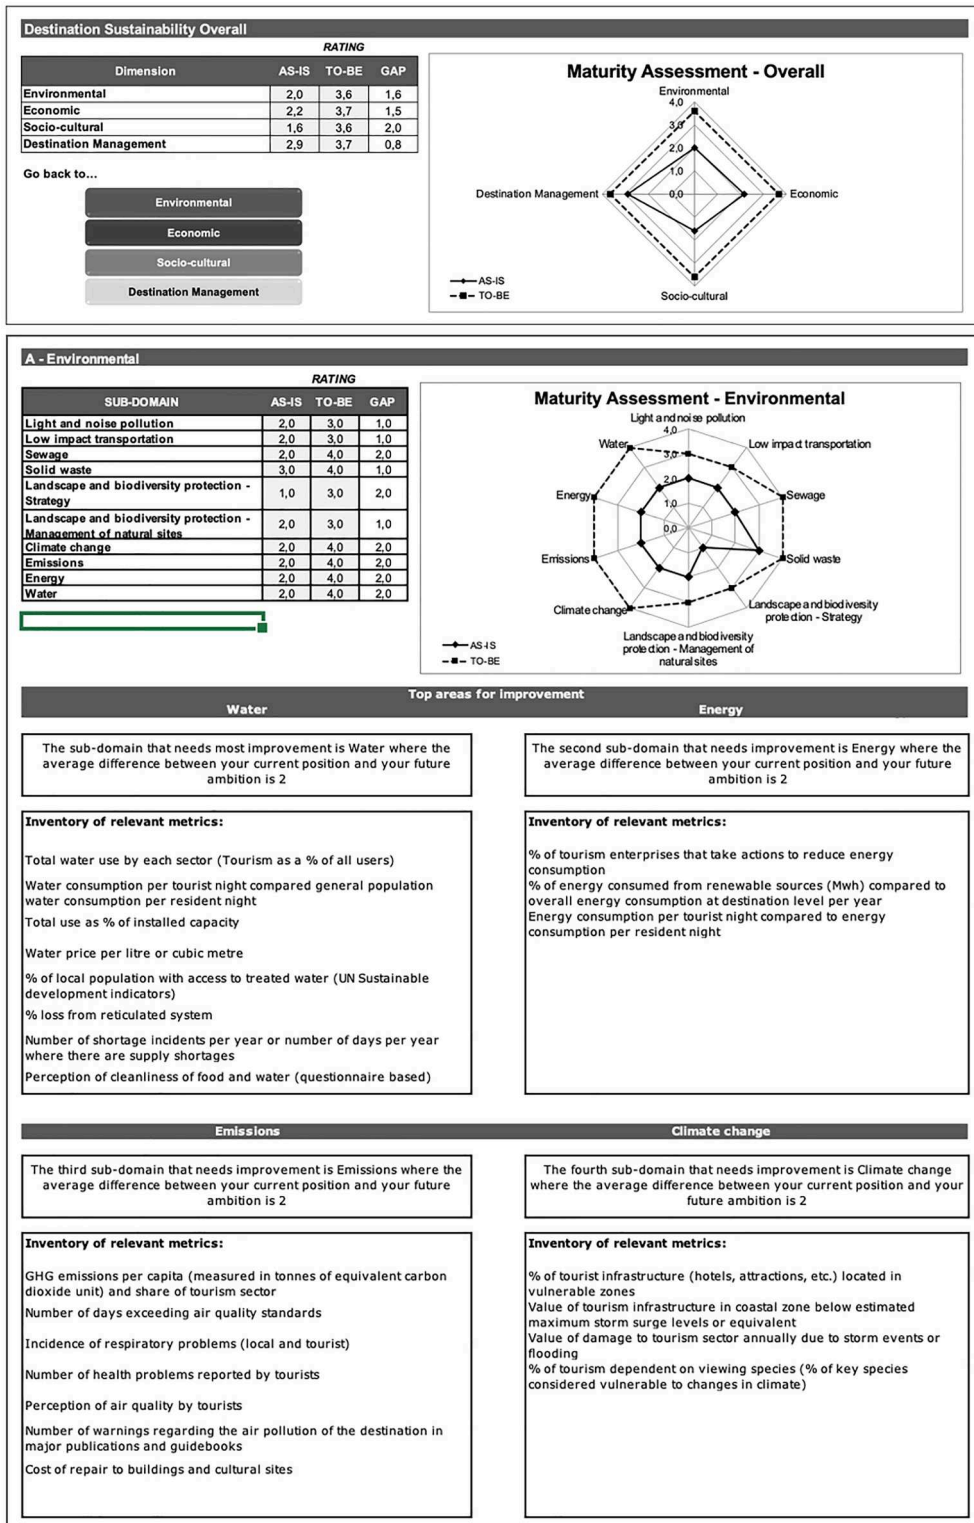 Destination Sustainability Overall
RATING
Dimension AS-IS TO-BE GAP
Environmental 2,0 3,6 1,6
Economic 2,2 3,7 1,5
Socio-cultural 1,6 3,6 2,0
Destination Management 2,9 3,7 0,8
Go back to...
Environmental
Economic
Socio-cultural
Destination Management
Maturity Assessment - Overall
Environmental
4,0
3,0
2,0
1,0
0,0
Destination Management
Economic
Socio-cultural
AS-IS
TO-BE
A - Environmental
RATING
SUB-DOMAIN AS-IS TO-BE GAP
Light and noise pollution 2,0 3,0 1,0
Low impact transportation 2,0 3,0 1,0
Sewage 2,0 4,0 2,0
Solid waste 3,0 4,0 1,0
Landscape and biodiversity protection -
Strategy 1,0 3,0 2,0
Landscape and biodiversity protection -
Management of natural sites 2,0 3,0 1,0
Climate change 2,0 4,0 2,0
Emissions 2,0 4,0 2,0
Energy 2,0 4,0 2,0
Water 2,0 4,0 2,0
Maturity Assessment - Environmental
Light and noise pollution
4,0
3,0
2,0
1,0
0,0
Low impact transportation
Sewage
Solid waste
Landscape and biodiversity
protection - Strategy
Landscape and biodiversity
protection - Management of
natural sites
Climate change
Emissions
Energy
Water
AS-IS
TO-BE
Top areas for improvement
Water
Energy
The sub-domain that needs most improvement is Water where the
average difference between your current position and your future
ambition is 2
The second sub-domain that needs improvement is Energy where the
average difference between your current position and your future
ambition is 2
Inventory of relevant metrics:
Total water use by each sector (Tourism as a % of all users)
Water consumption per tourist night compared general population
water consumption per resident night
Total use as % of installed capacity
Water price per litre or cubic metre
% of local population with access to treated water (UN Sustainable
development indicators)
% loss from reticulated system
Number of shortage incidents per year or number of days per year
where there are supply shortages
Perception of cleanliness of food and water (questionnaire based)
Inventory of relevant metrics:
% of tourism enterprises that take actions to reduce energy
consumption
% of energy consumed from renewable sources (Mwh) compared to
overall energy consumption at destination level per year
Energy consumption per tourist night compared to energy
consumption per resident night
Emissions
Climate change
The third sub-domain that needs improvement is Emissions where the
average difference between your current position and your future
ambition is 2
The fourth sub-domain that needs improvement is Climate change
where the average difference between your current position and your
future ambition is 2
Inventory of relevant metrics:
GHG emissions per capita (measured in tonnes of equivalent carbon
dioxide unit) and share of tourism sector
Number of days exceeding air quality standards
Incidence of respiratory problems (local and tourist)
Number of health problems reported by tourists
Perception of air quality by tourists
Number of warnings regarding the air pollution of the destination in
major publications and guidebooks
Cost of repair to buildings and cultural sites
Inventory of relevant metrics:
% of tourist infrastructure (hotels, attractions, etc.) located in
vulnerable zones
Value of tourism infrastructure in coastal zone below estimated
maximum storm surge levels or equivalent
Value of damage to tourism sector annually due to storm events or
flooding
% of tourism dependent on viewing species (% of key species
considered vulnerable to changes in climate)